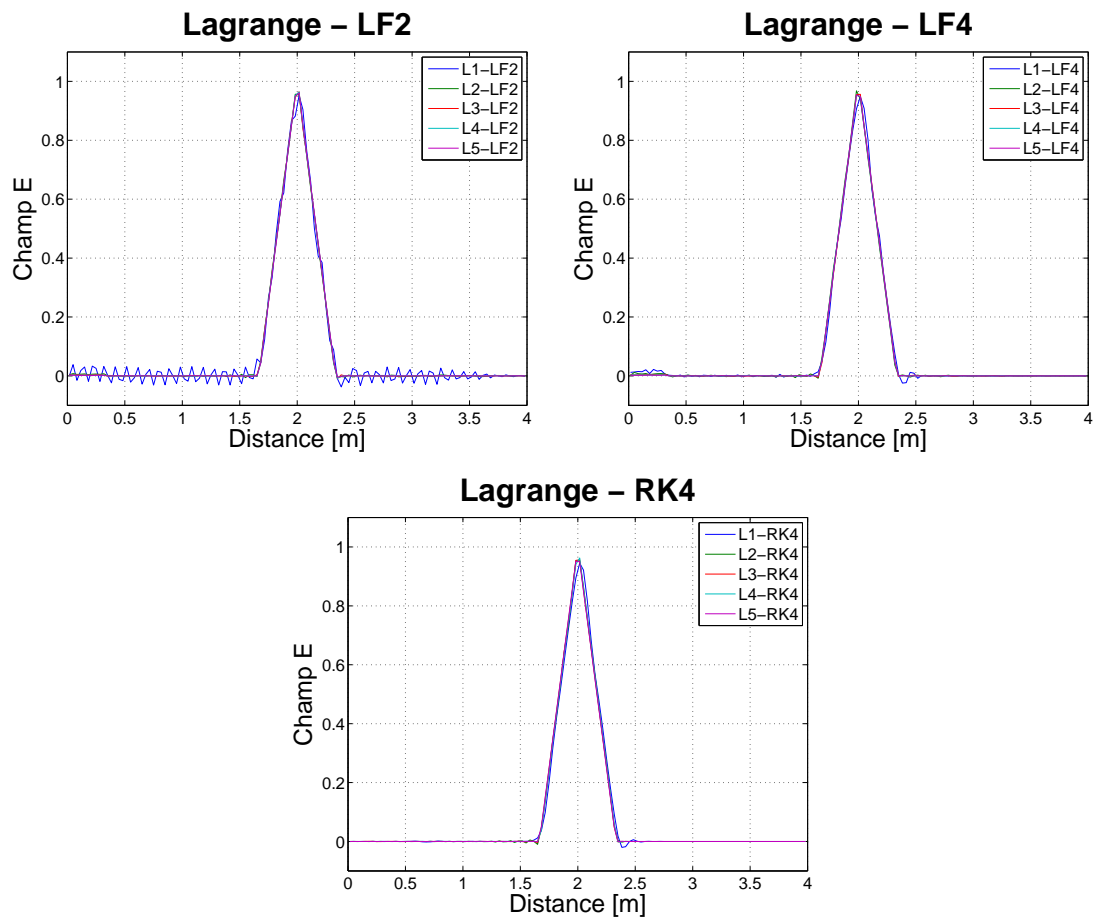 Lagrange – LF2
Champ E
1
0.8
0.6
0.4
0.2
0
0 0.5 1 1.5 2 2.5 3 3.5 4
Distance [m]
L1–LF2
L2–LF2
L3–LF2
L4–LF2
L5–LF2
Lagrange – LF4
Champ E
1
0.8
0.6
0.4
0.2
0
0 0.5 1 1.5 2 2.5 3 3.5 4
Distance [m]
L1–LF4
L2–LF4
L3–LF4
L4–LF4
L5–LF4
Lagrange – RK4
Champ E
1
0.8
0.6
0.4
0.2
0
0 0.5 1 1.5 2 2.5 3 3.5 4
Distance [m]
L1–RK4
L2–RK4
L3–RK4
L4–RK4
L5–RK4